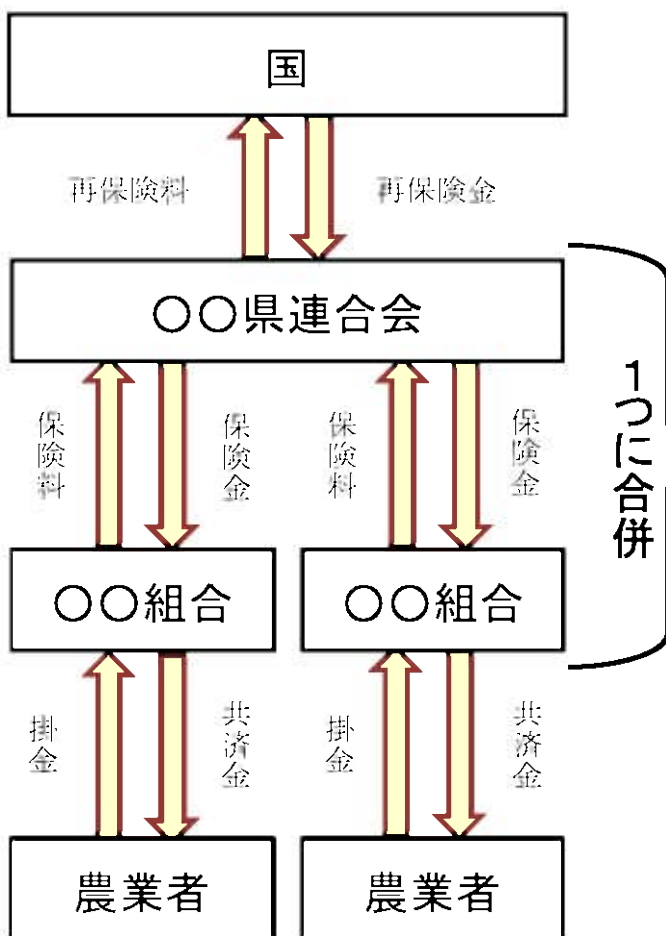 国
再保険料
再保険金
○○県連合会
保険料
保険金
保険料
保険金
1つに合併
○○組合
○○組合
掛金
共済金
掛金
共済金
農業者
農業者